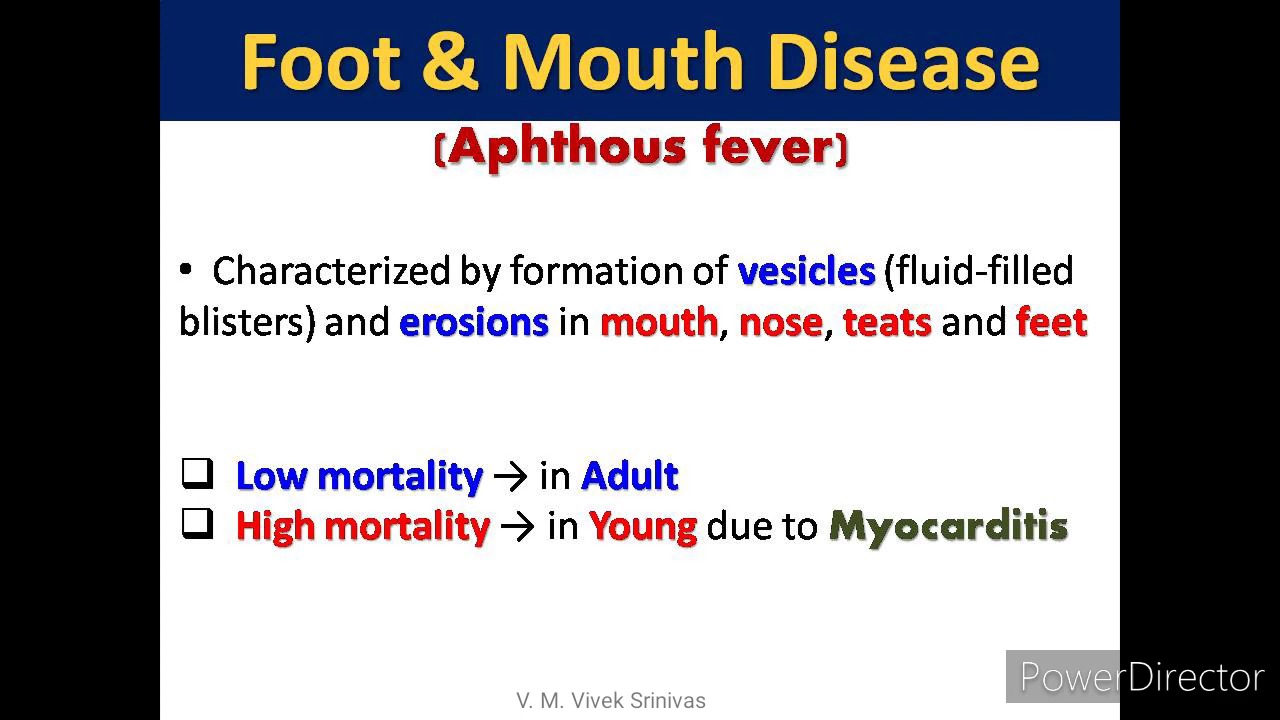 Foot & Mouth Disease
(Aphthous fever)
• Characterized by formation of vesicles (fluid-filled
blisters) and erosions in mouth, nose, teats and feet
❑ Low mortality → in Adult
❑ High mortality → in Young due to Myocarditis
V. M. Vivek Srinivas
PowerDirector